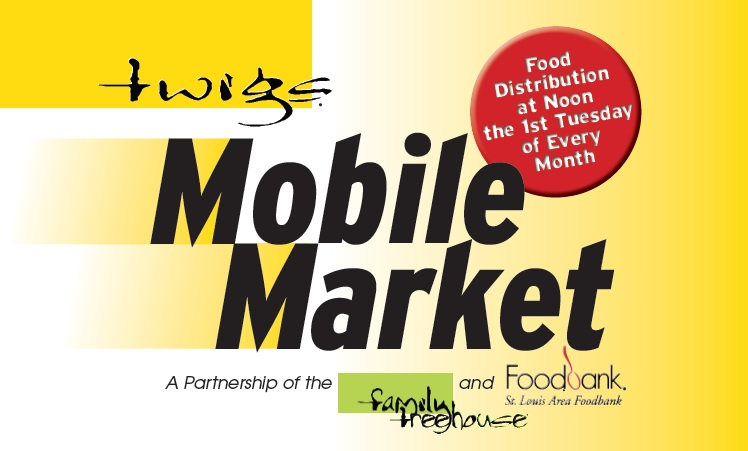 twigs
Food
Distribution
at Noon
the 1st Tuesday
of Every
Month
Mobile
Market
A Partnership of the family treehouse and Foodbank.
St. Louis Area Foodbank